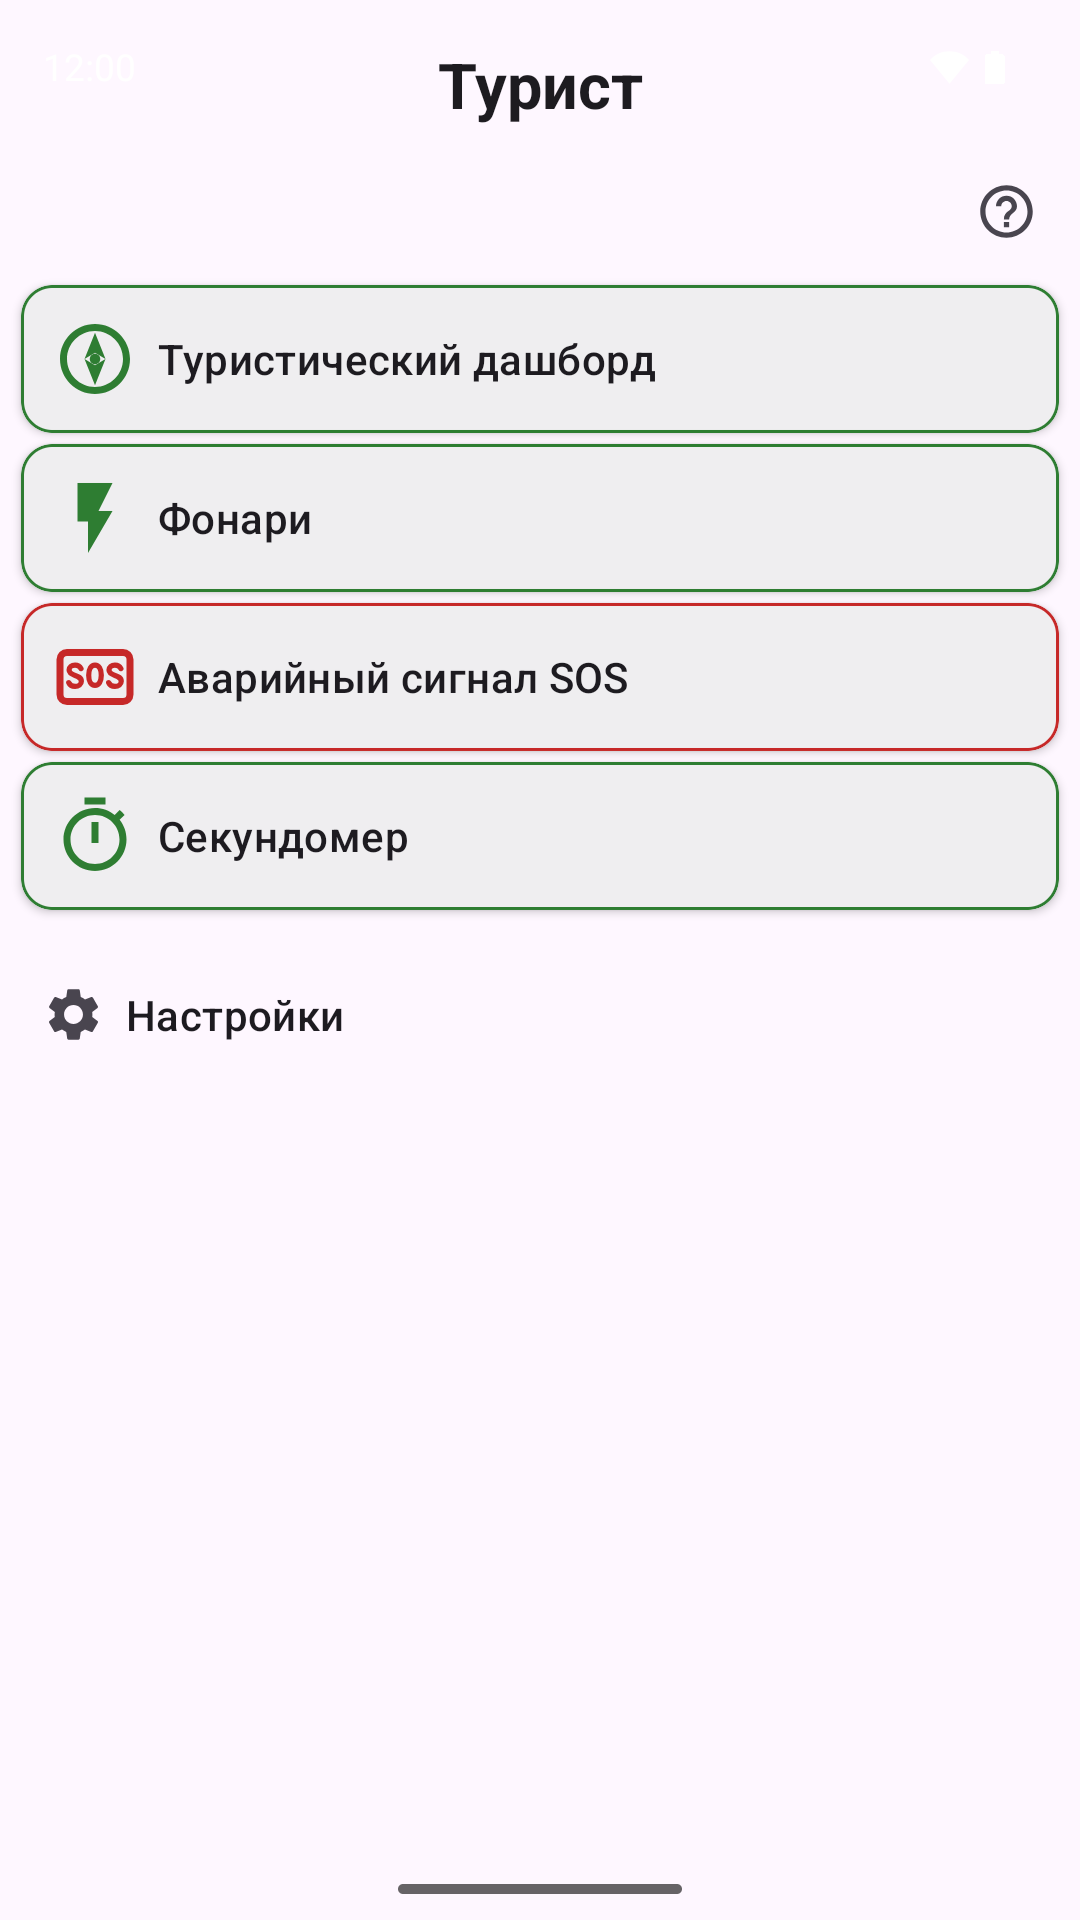 12:00
Турист
Туристический дашборд
Фонари
SOS Аварийный сигнал SOS
Секундомер
Настройки